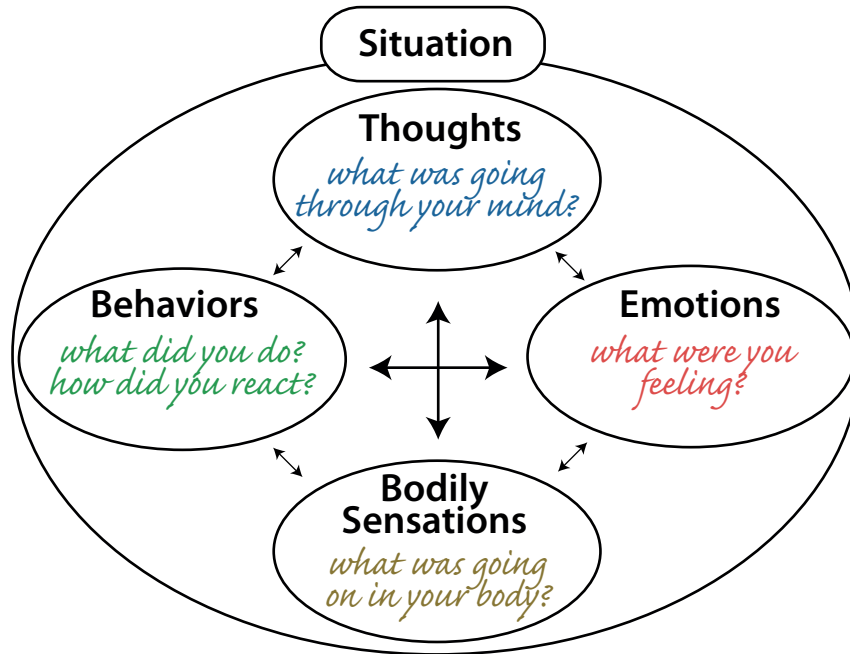 Situation
Thoughts
what was going
through your mind?
Behaviors
what did you do?
how did you react?
Emotions
what were you
feeling?
Bodily
Sensations
what was going
on in your body?